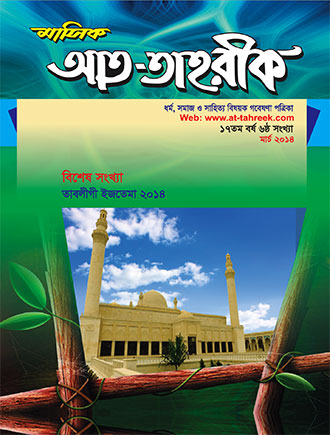 মাসিক
আত-তাহরীক
ধর্ম, সমাজ ও সাহিত্য বিষয়ক গবেষণা পত্রিকা
Web: www.at-tahreek.com
১৭তম বর্ষ ৬ষ্ঠ সংখ্যা
মার্চ ২০১৪
বিশেষ সংখ্যা
তাবলীগী ইজতেমা ২০১৪